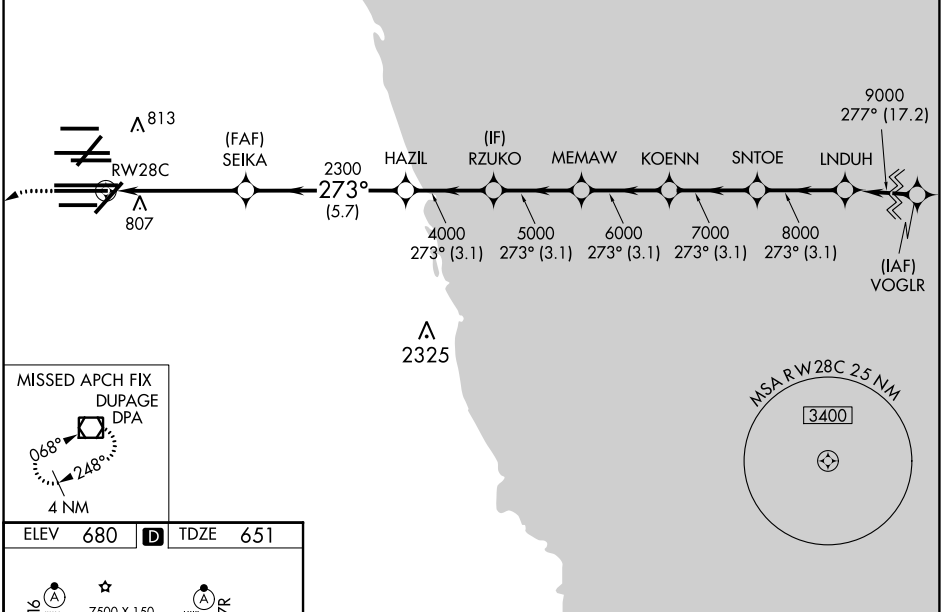 813
9000
277° (17.2)
(FAF)
SEIKA
(IF)
RZUKO
HAZIL
MEMAW
KOENN
SNTOE
LNDUH
RW28C
2300
273°
(5.7)
807
4000
273° (3.1)
5000
273° (3.1)
6000
273° (3.1)
7000
273° (3.1)
8000
273° (3.1)
(IAF)
VOGLR
2325
MISSED APCH FIX
DUPAGE
DPA
068°
248°
4 NM
MSA RW28C 25 NM
3400
ELEV 680 D TDZE 651
A
A
16
7500 X 150
7R